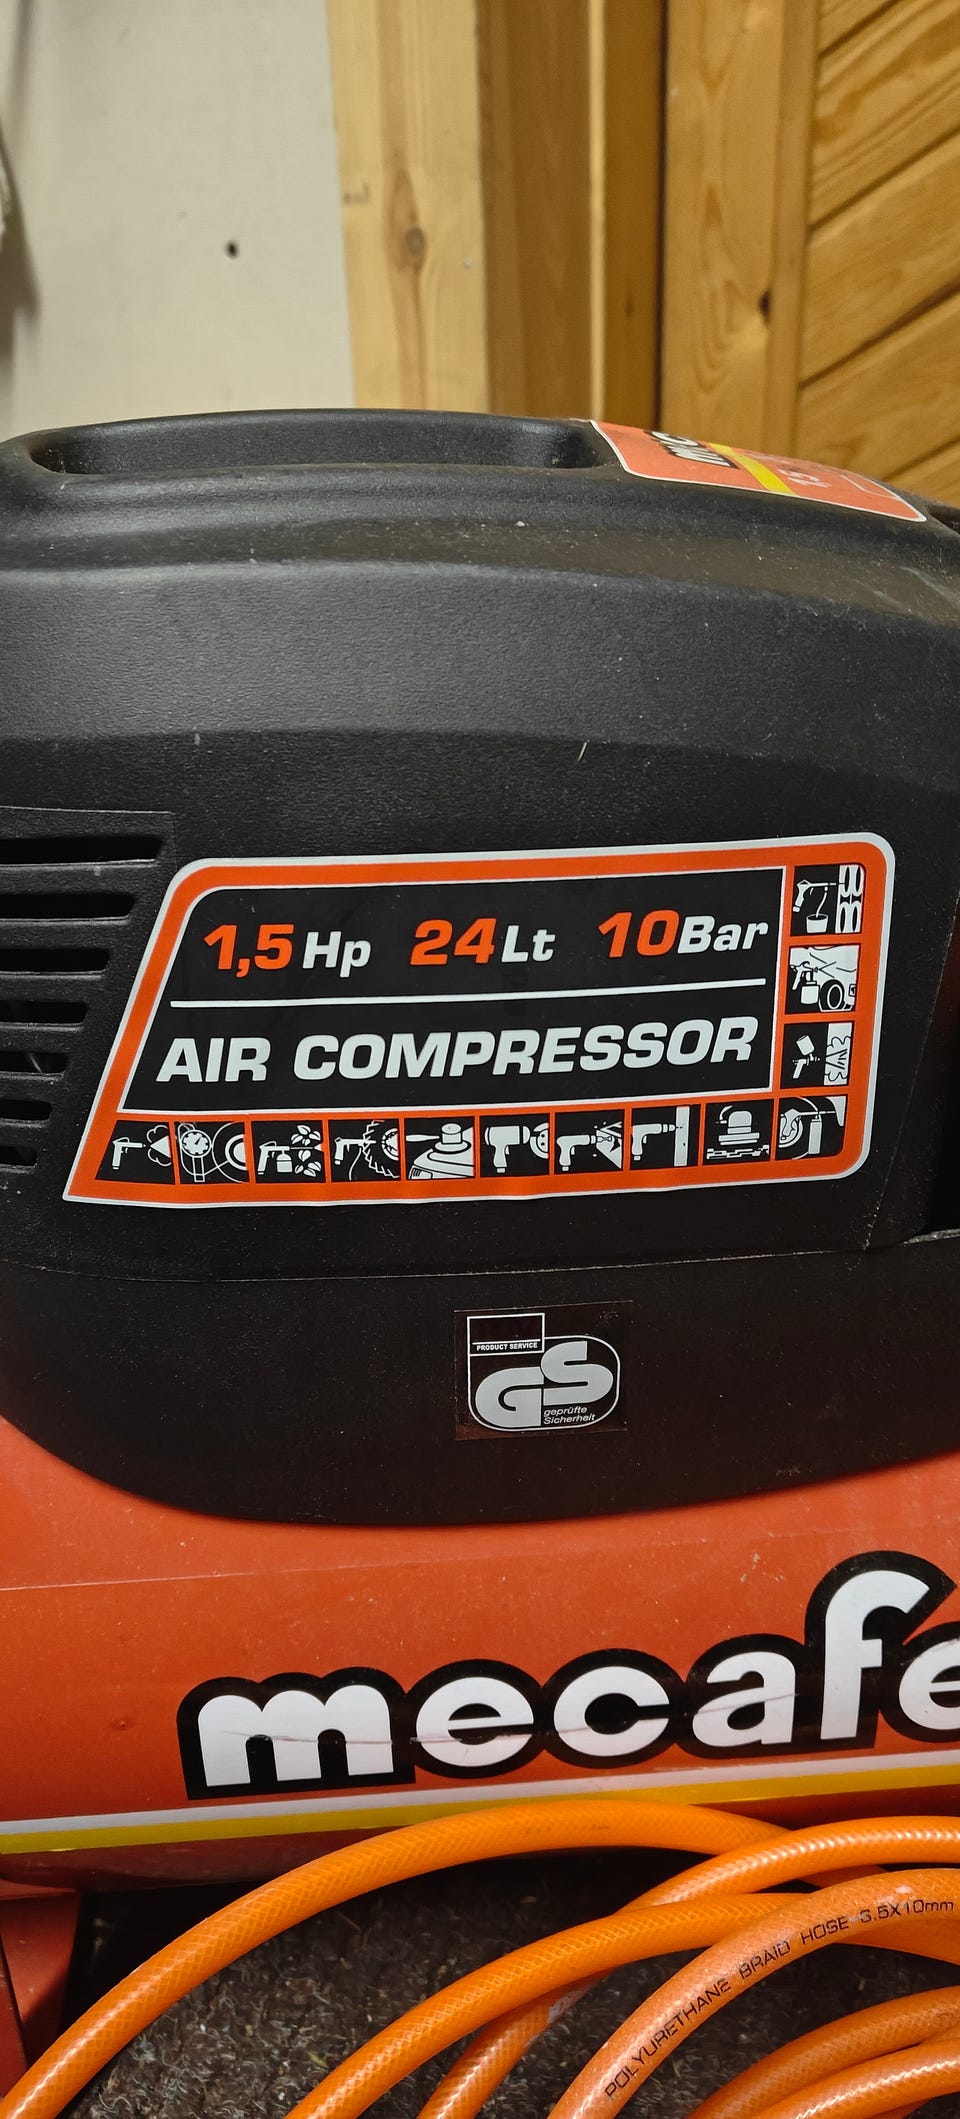 1,5 Hp 24 Lt 10 Bar
AIR COMPRESSOR
PRODUCT SERVICE
GS
geprüfte
Sicherheit
mecafe
POLYURETHANE BRAID HOSE 6.5X10mm